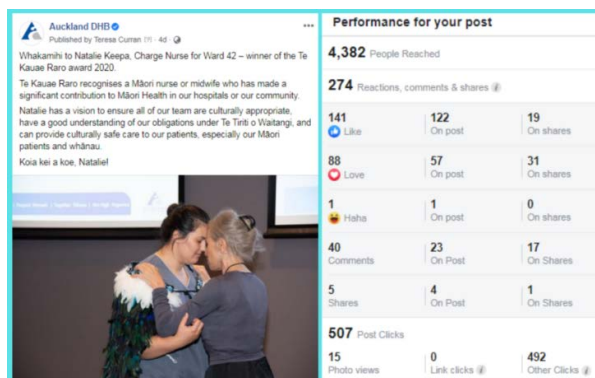 Auckland DHB
Published by Teresa Curran · 4d ·
Whakamihi to Natalie Keepa, Charge Nurse for Ward 42 – winner of the Te
Kauae Raro award 2020.
Te Kauae Raro recognises a Māori nurse or midwife who has made a
significant contribution to Māori Health in our hospitals or our community.
Natalie has a vision to ensure all of our team are culturally appropriate,
have a good understanding of our obligations under Te Tiriti o Waitangi, and
can provide culturally safe care to our patients, especially our Māori
patients and whānau.
Koia kei a koe, Natalie!
Performance for your post
4,382 People Reached
274 Reactions, comments & shares
141 122 19
Like On post On shares
88 57 31
Love On post On shares
1 1 0
Haha On post On shares
40 23 17
Comments On Post On Shares
5 4 1
Shares On Post On Shares
507 Post Clicks
15 0 492
Photo views Link clicks Other Clicks